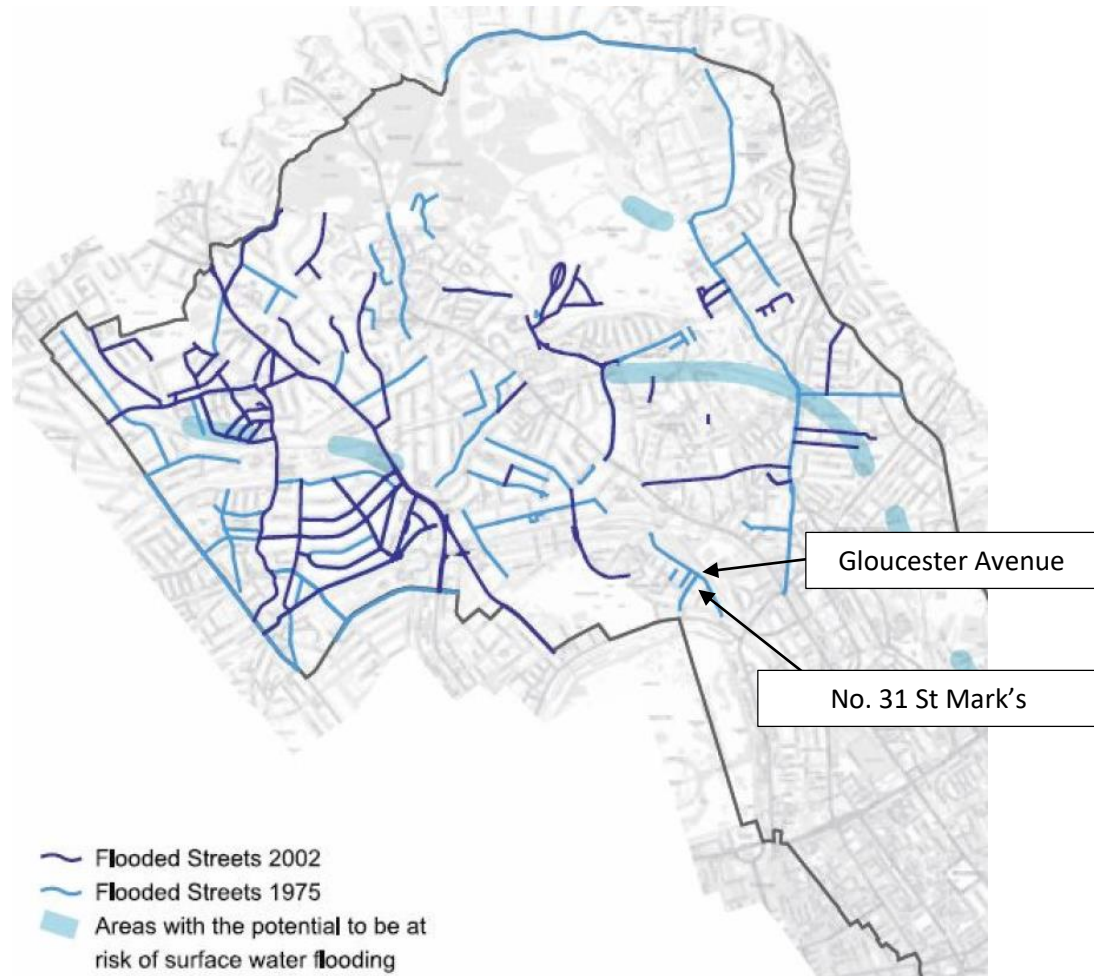 Gloucester Avenue
No. 31 St Mark’s
Flooded Streets 2002
Flooded Streets 1975
Areas with the potential to be at
risk of surface water flooding